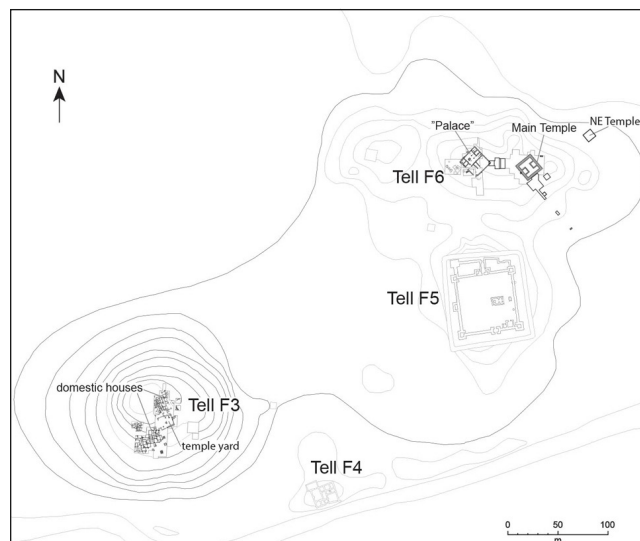 N
"Palace"
Main Temple
NE Temple
Tell F6
Tell F5
domestic houses
Tell F3
temple yard
Tell F4
0 50 100
m